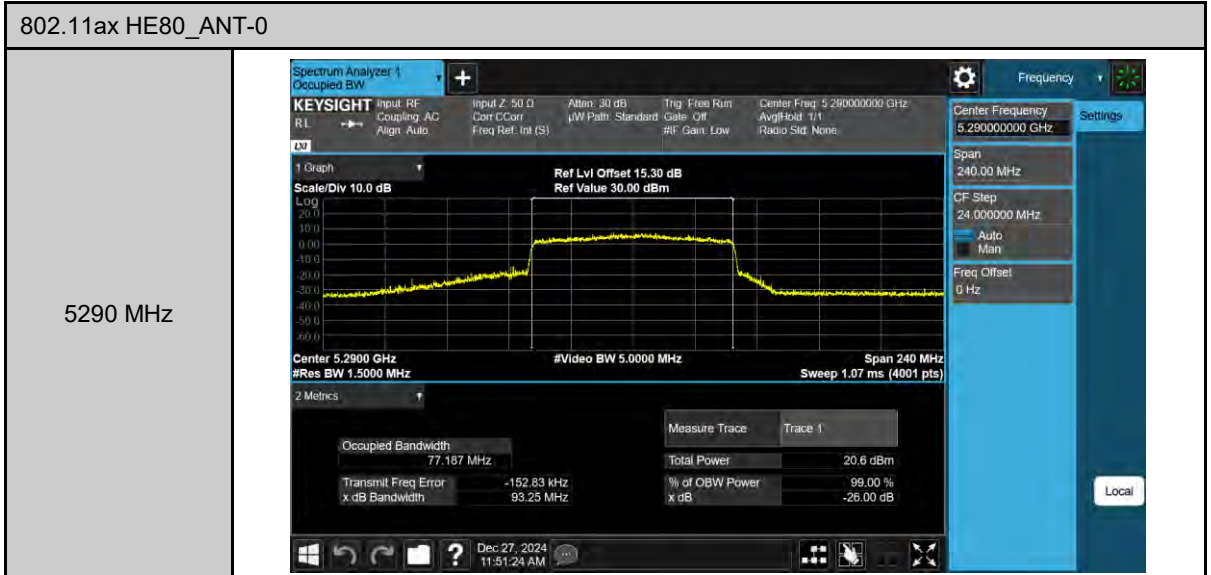 802.11ax HE80_ANT-0
5290 MHz
Spectrum Analyzer 1
Occupied BW
Frequency
KEYSIGHT
RL
LXI
Input: RF
Coupling: AC
Align: Auto
Input Z: 50 Ω
Corr CCorr
Freq Ref: Int (S)
Atten: 30 dB
µW Path: Standard
Trig: Free Run
Gate: Off
#IF Gain: Low
Center Freq: 5.290000000 GHz
Avg|Hold: 1/1
Radio Std: None
1 Graph
Scale/Div 10.0 dB
Ref Lvl Offset 15.30 dB
Ref Value 30.00 dBm
Log
20.0
10.0
0.00
-10.0
-20.0
-30.0
-40.0
-50.0
-60.0
Center 5.2900 GHz
#Res BW 1.5000 MHz
#Video BW 5.0000 MHz
Span 240 MHz
Sweep 1.07 ms (4001 pts)
2 Metrics
Measure Trace Trace 1
Occupied Bandwidth
77.187 MHz
Total Power 20.6 dBm
Transmit Freq Error -152.83 kHz
% of OBW Power 99.00 %
x dB Bandwidth 93.25 MHz
x dB -26.00 dB
Center Frequency
5.290000000 GHz
Settings
Span
240.00 MHz
CF Step
24.000000 MHz
Auto
Man
Freq Offset
0 Hz
Local
?
Dec 27, 2024
11:51:24 AM